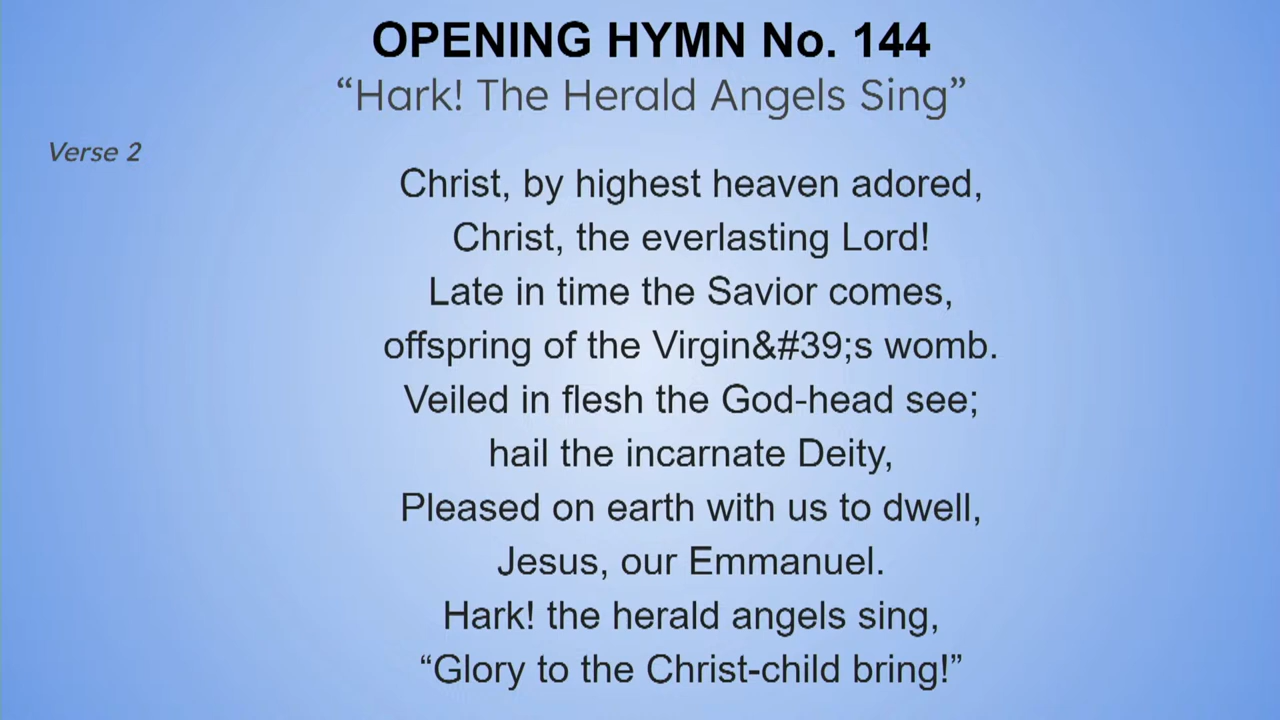 OPENING HYMN No. 144
“Hark! The Herald Angels Sing”
Verse 2
Christ, by highest heaven adored,
Christ, the everlasting Lord!
Late in time the Savior comes,
offspring of the Virgin&#39;s womb.
Veiled in flesh the God-head see;
hail the incarnate Deity,
Pleased on earth with us to dwell,
Jesus, our Emmanuel.
Hark! the herald angels sing,
“Glory to the Christ-child bring!”